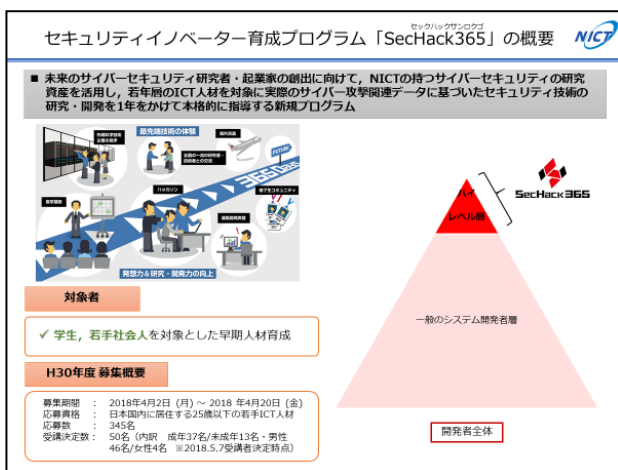 セックハックサンロクゴ
セキュリティイノベーター育成プログラム「SecHack365」の概要
NICT
■ 未来のサイバーセキュリティ研究者・起業家の創出に向けて，NICTの持つサイバーセキュリティの研究
資産を活用し，若年層のICT人材を対象に実際のサイバー攻撃関連データに基づいたセキュリティ技術の
研究・開発を1年をかけて本格的に指導する新規プログラム
最先端技術の体験
海外派遣
FUTURE
365DAYS
ハッカソン
発想力＆研究・開発力の向上
ハイ
レベル層
SECHACK365
一般のシステム開発者層
開発者全体
対象者
✓ 学生，若手社会人を対象とした早期人材育成
H30年度 募集概要
募集期間 ： 2018年4月2日 (月) ～ 2018 年4月20日 (金)
応募資格 ： 日本国内に居住する25歳以下の若手ICT人材
応募数 ： 345名
受講決定数： 50名（内訳 成年37名/未成年13名・男性
46名/女性4名 ※2018.5.7受講者決定時点）